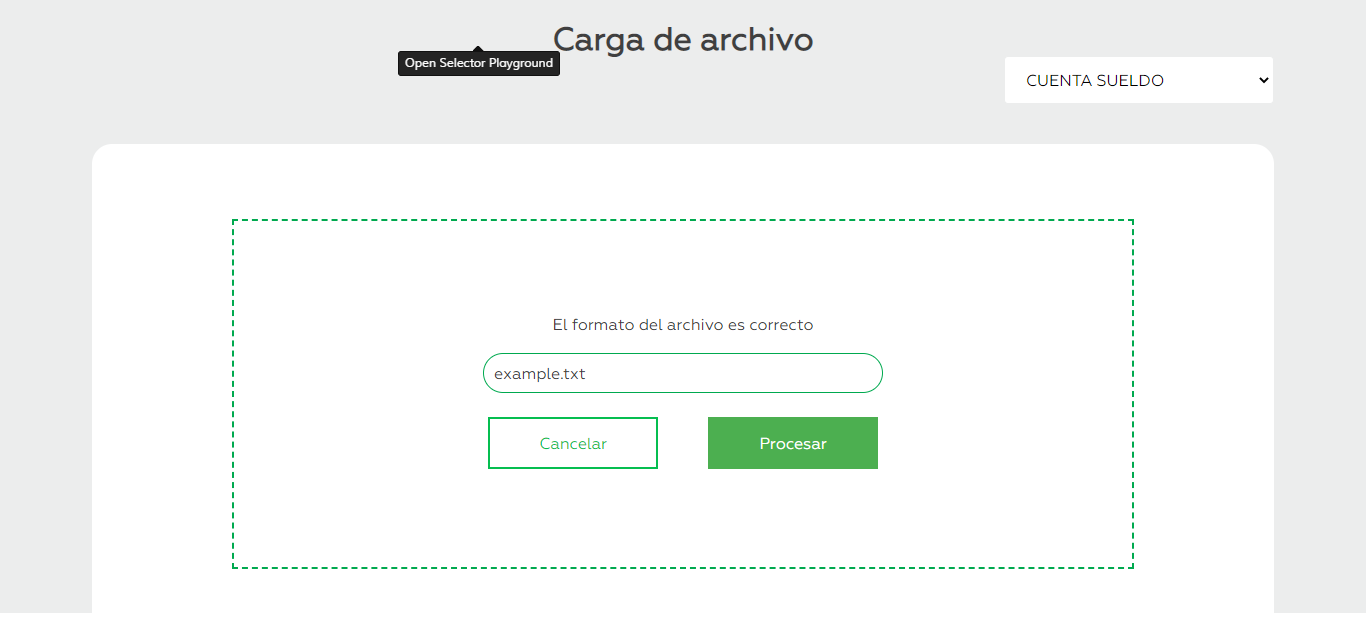 Carga de archivo
Open Selector Playground
CUENTA SUELDO
El formato del archivo es correcto
example.txt
Cancelar
Procesar